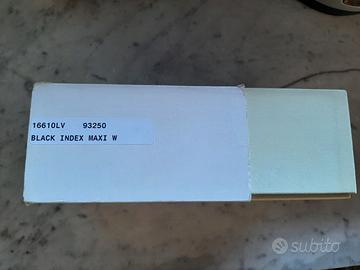 16610LV 93250
BLACK INDEX MAXI W
subito